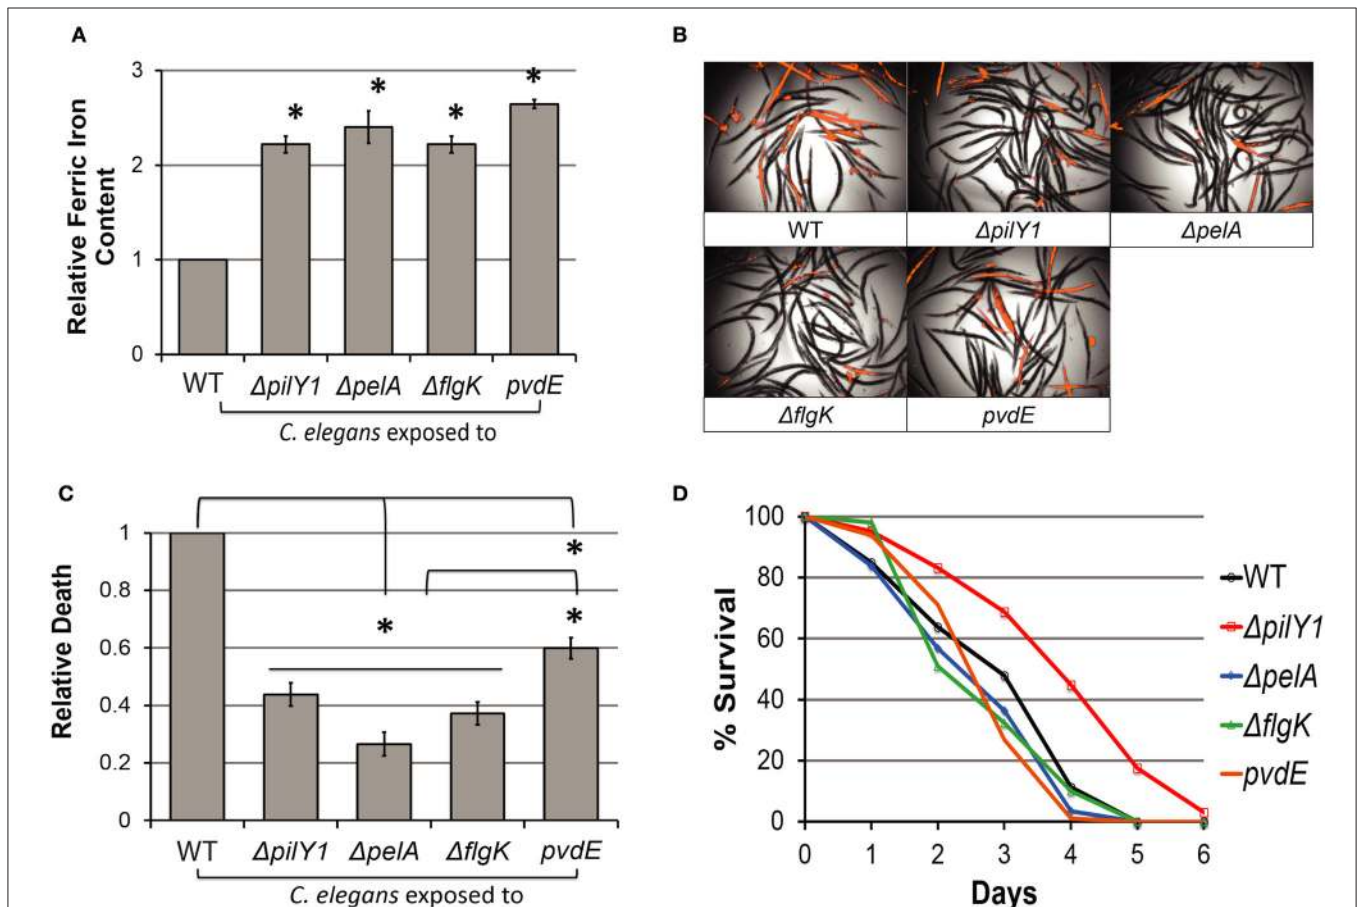 A
Relative Ferric Iron
Content
3
2
1
0
*
*
*
*
WT
ΔpilY1
ΔpelA
ΔflgK
pvdE
C. elegans exposed to
B
WT
ΔpilY1
ΔpelA
ΔflgK
pvdE
C
Relative Death
1
0.8
0.6
0.4
0.2
0
*
*
*
WT
ΔpilY1
ΔpelA
ΔflgK
pvdE
C. elegans exposed to
D
% Survival
100
80
60
40
20
0
0
1
2
3
4
5
6
Days
WT
ΔpilY1
ΔpelA
ΔflgK
pvdE